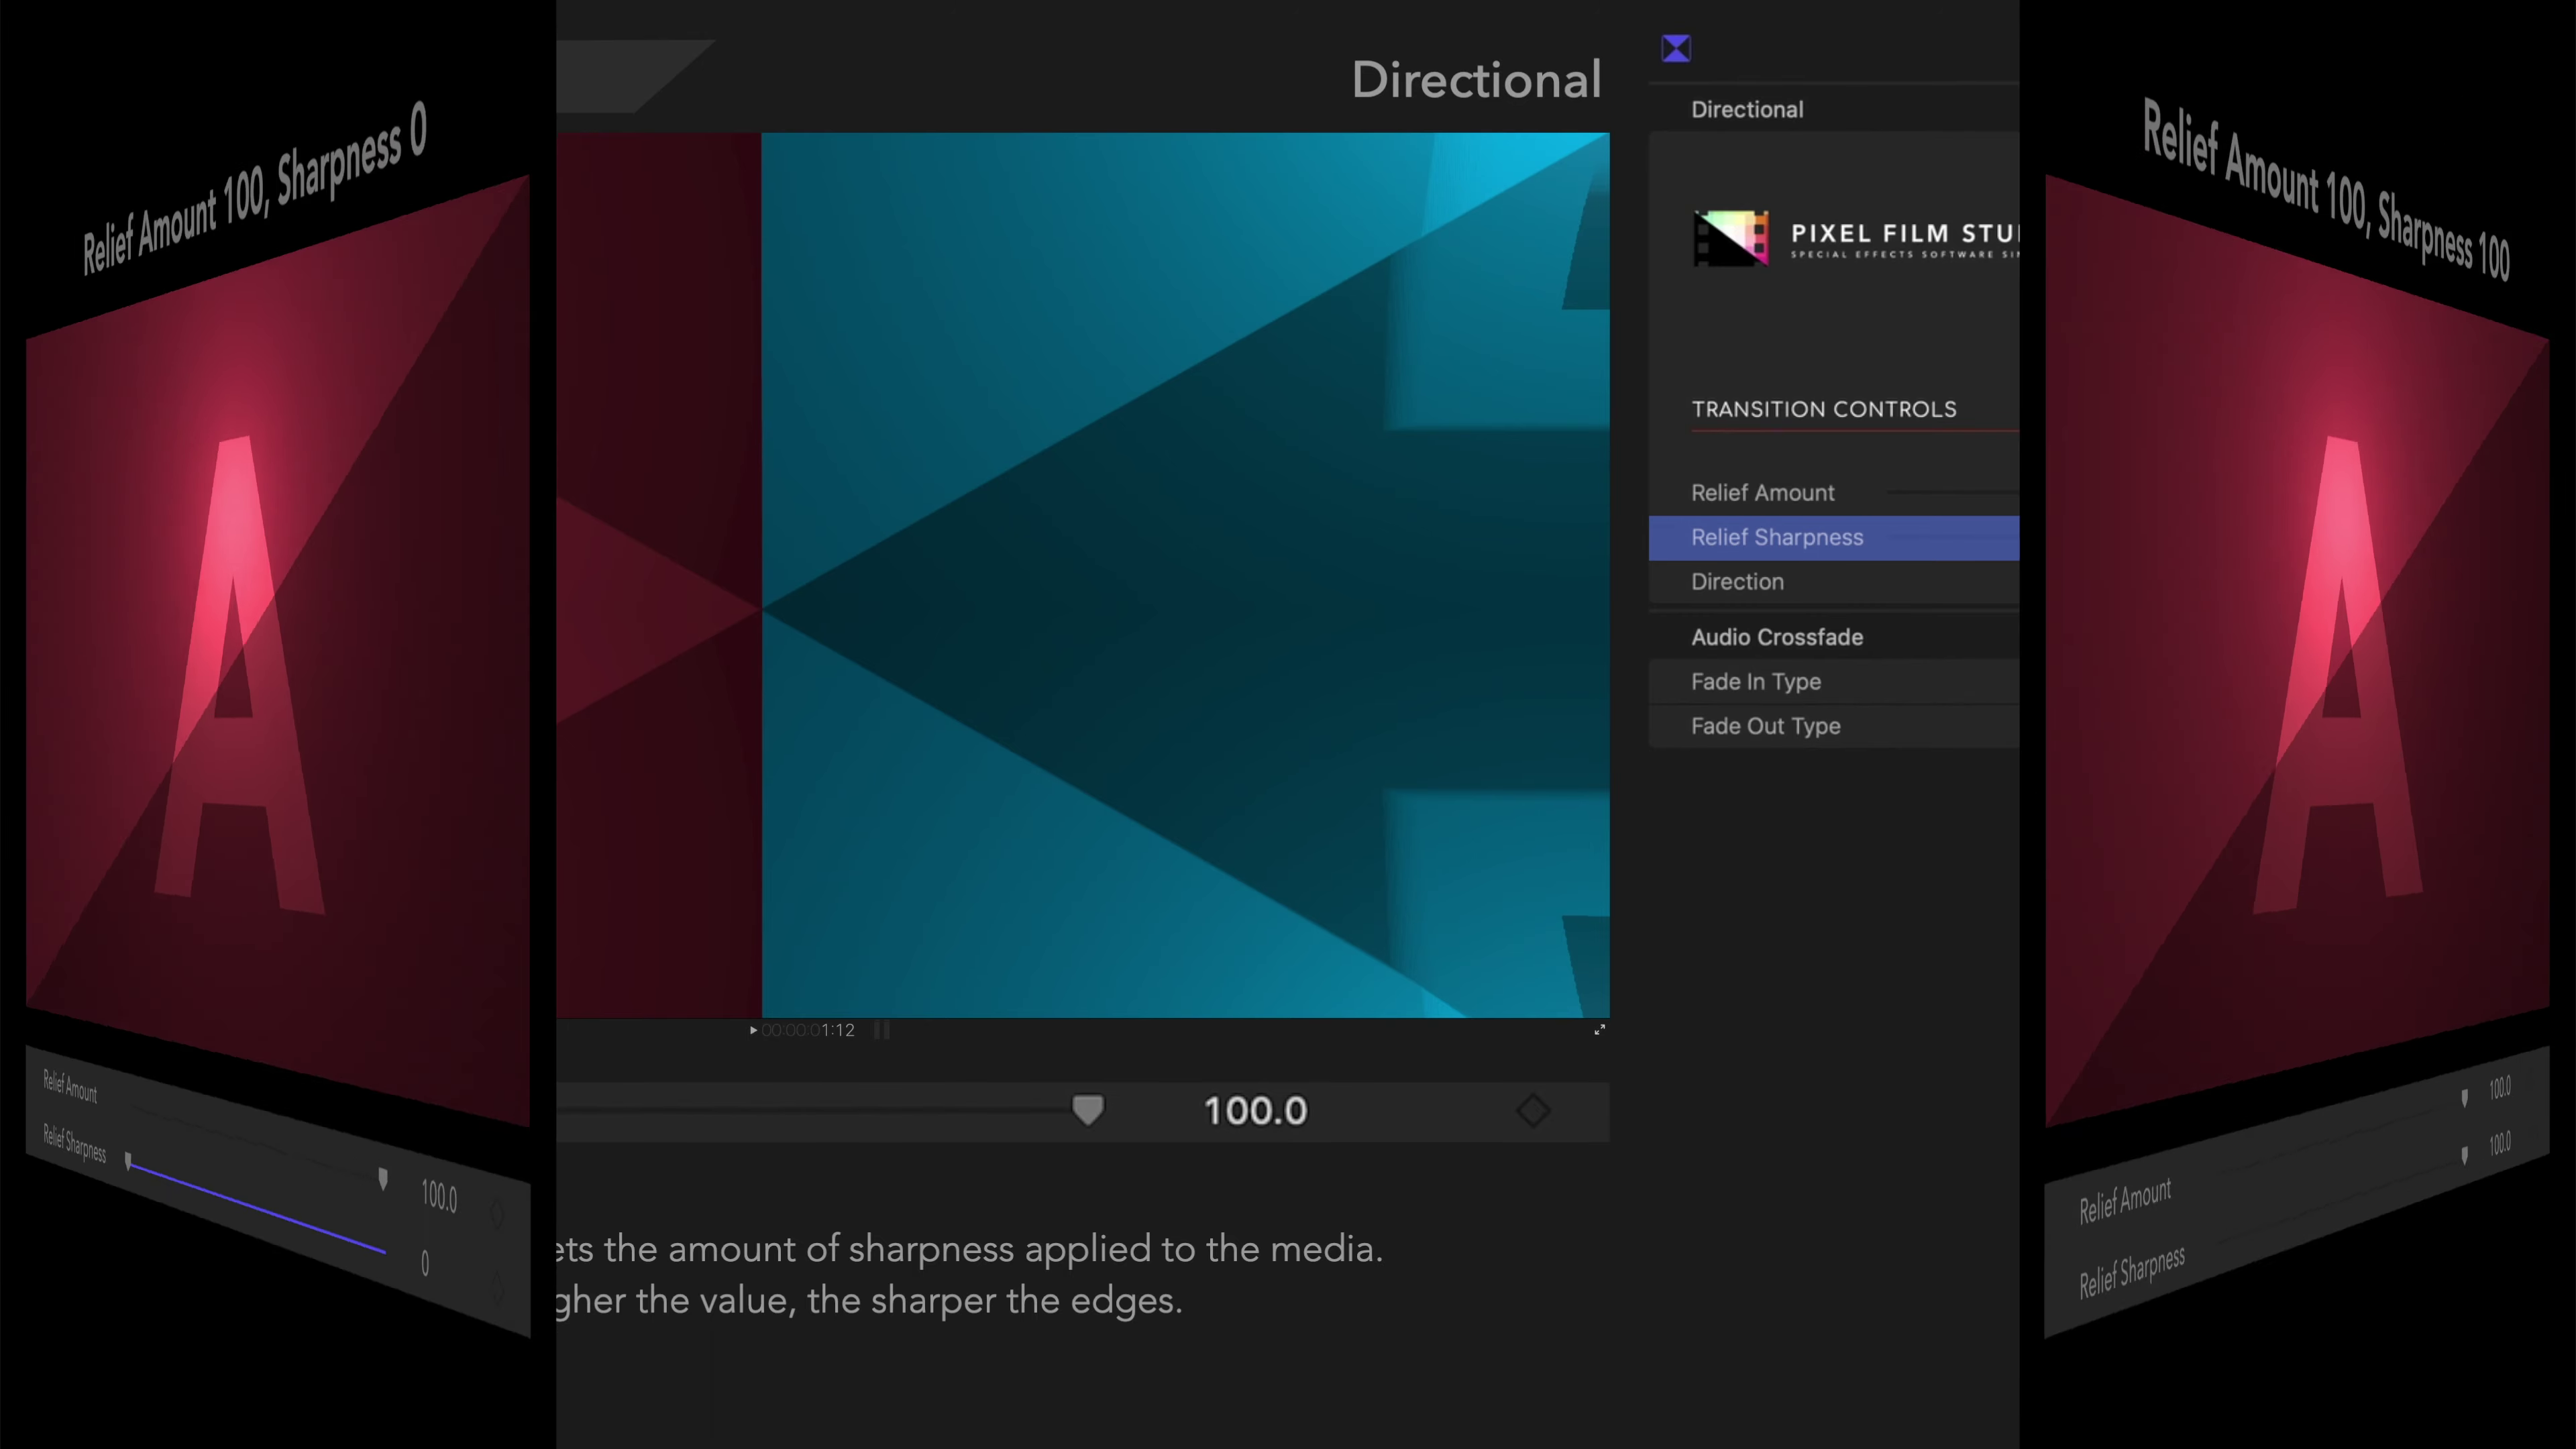 Relief Amount 100, Sharpness 0
A
Relief Amount
100.0
Relief Sharpness
0
Directional
00:00:01:12
100.0
ets the amount of sharpness applied to the media.
gher the value, the sharper the edges.
Directional
PIXEL FILM STU
SPECIAL EFFECTS SOFTWARE SI
TRANSITION CONTROLS
Relief Amount
Relief Sharpness
Direction
Audio Crossfade
Fade In Type
Fade Out Type
Relief Amount 100, Sharpness 100
A
Relief Amount
100.0
Relief Sharpness
100.0